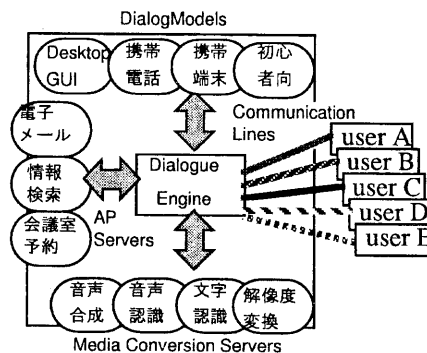 DialogModels
Desktop
GUI
携帯
電話
携帯
端末
初心
者向
Communication
Lines
電子
メール
情報
検索
会議室
予約
AP
Servers
Dialogue
Engine
user A
user B
user C
user D
user E
音声
合成
音声
認識
文字
認識
解像度
変換
Media Conversion Servers